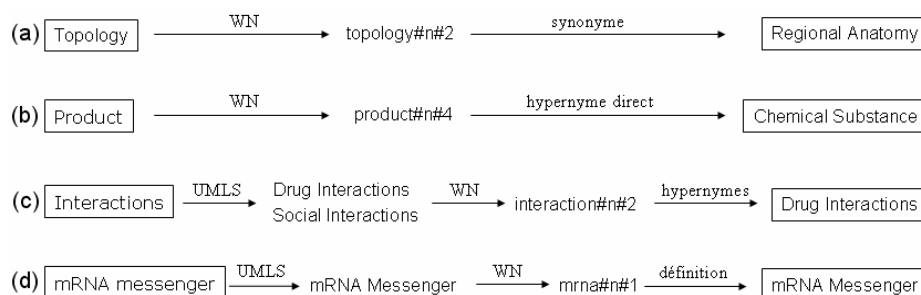 WN synonyme
(a) Topology topology#n#2 Regional Anatomy
WN hypernyme direct
(b) Product product#n#4 Chemical Substance
UMLS Drug Interactions WN hypernymes
(c) Interactions Social Interactions interaction#n#2 Drug Interactions
UMLS WN définition
(d) mRNA messenger mRNA Messenger mrna#n#1 mRNA Messenger